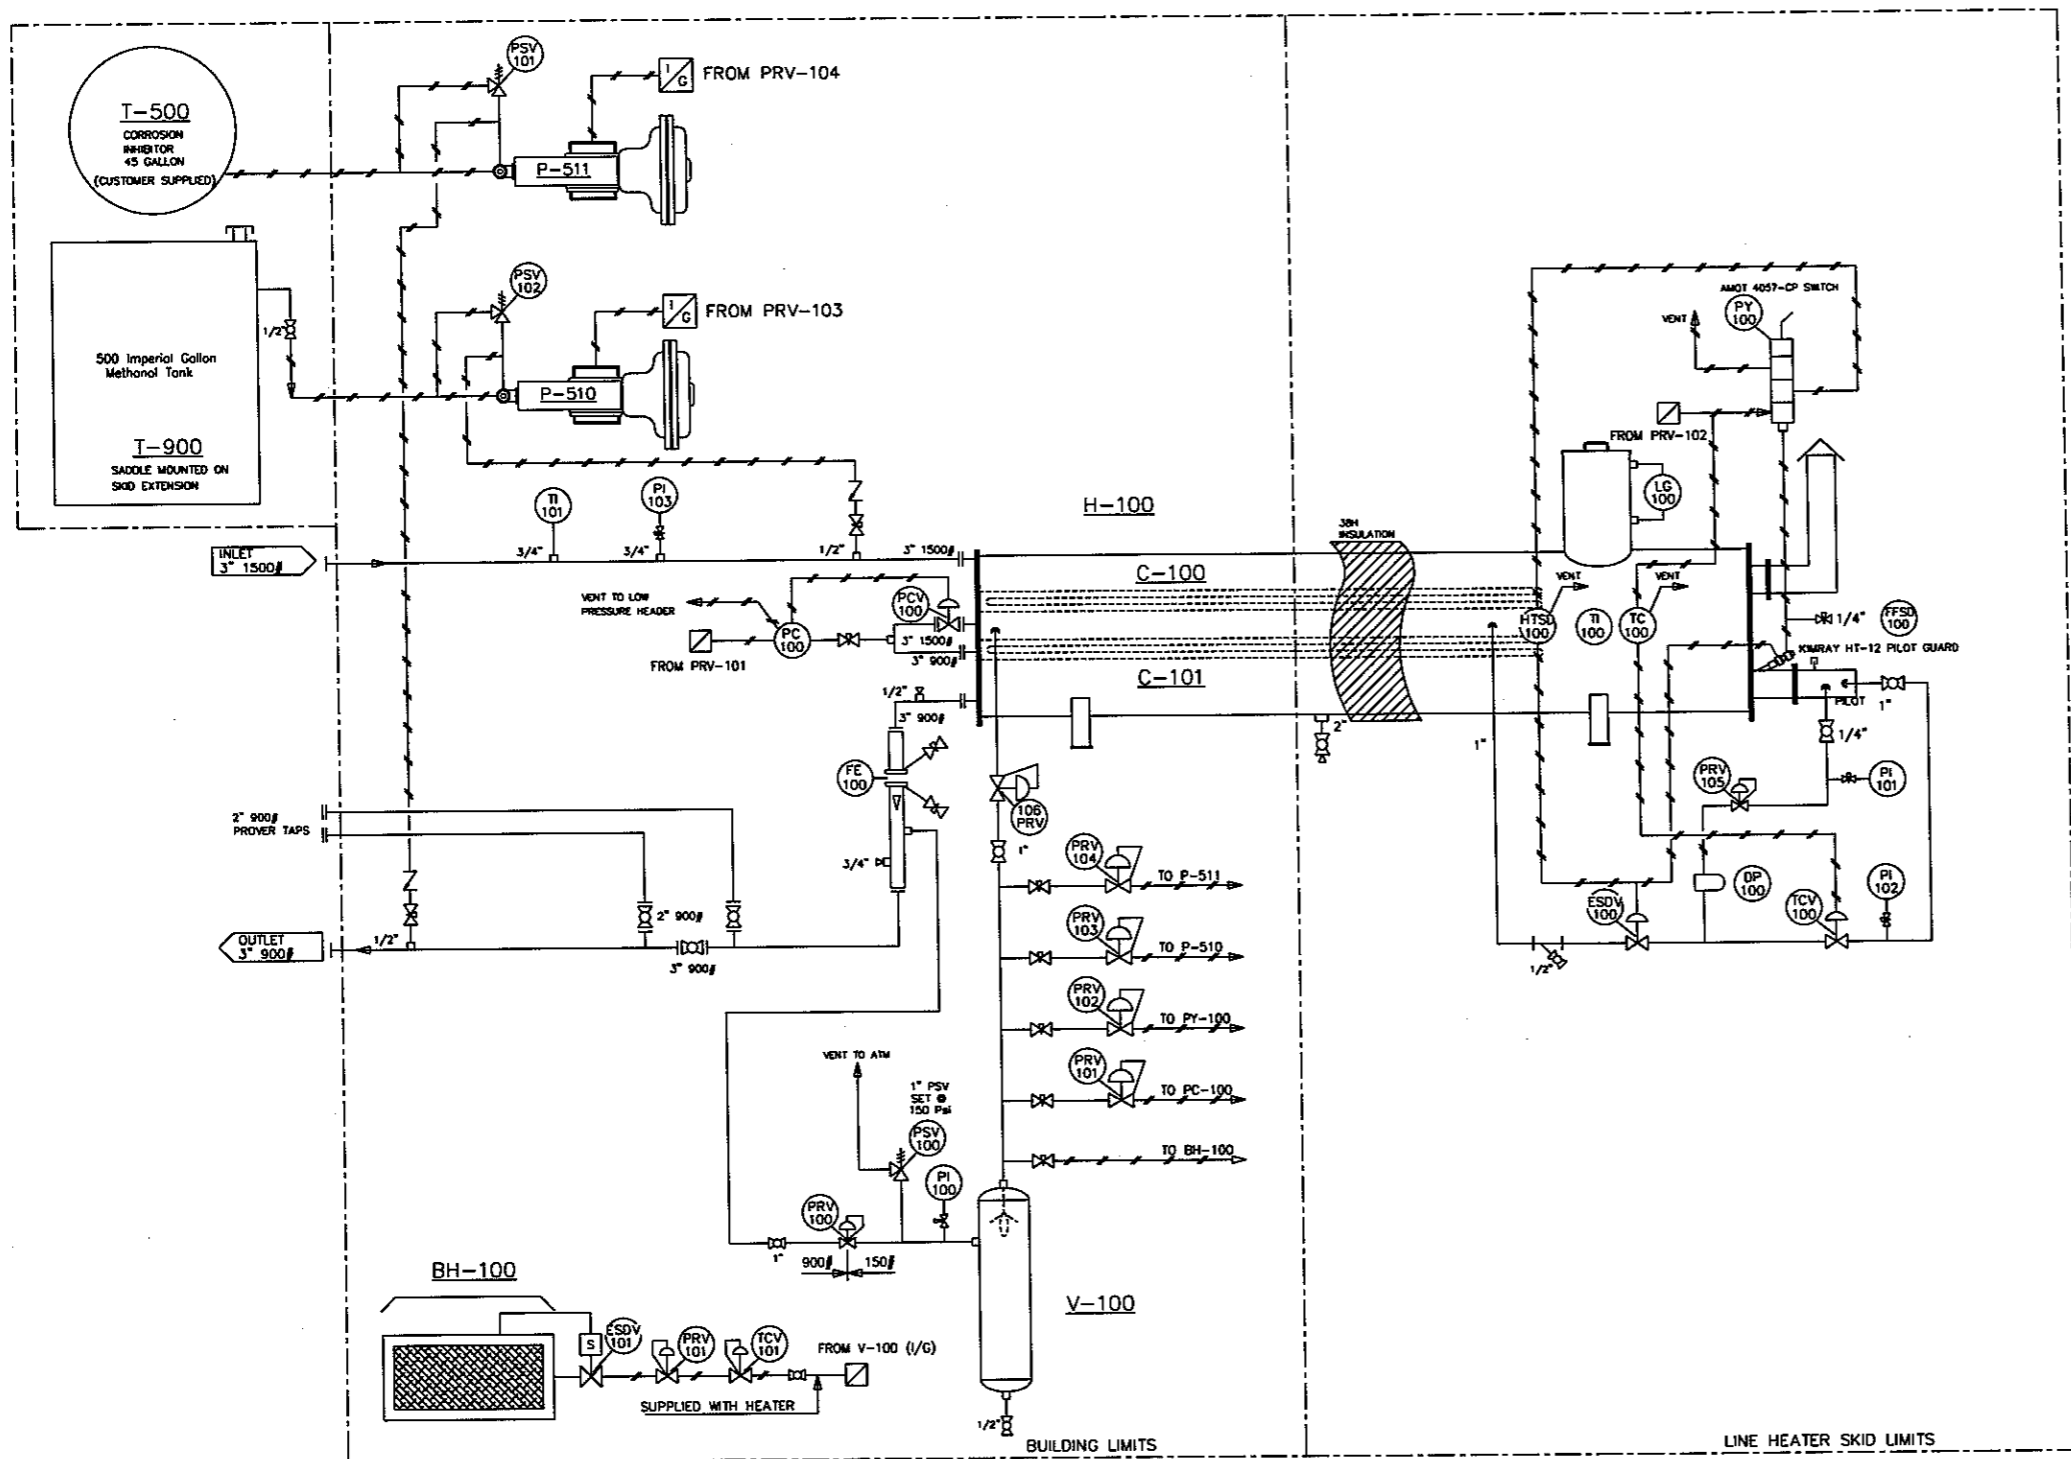 PSV
101
I
G
FROM PRV-104
T-500
CORROSION
INHIBITOR
45 GALLON
(CUSTOMER SUPPLIED)
P-511
PSV
102
I
G
FROM PRV-103
1/2"
500 Imperial Gallon
Methanol Tank
P-510
T-900
SADDLE MOUNTED ON
SKID EXTENSION
AMOT 4057-CP SWITCH
PY
100
VENT
FROM PRV-102
LG
100
TI
101
PI
103
H-100
38H
INSULATION
INLET
3" 1500#
3/4"
3/4"
1/2"
3" 1500#
C-100
VENT TO LOW
PRESSURE HEADER
PCV
100
PC
100
3" 1500#
3" 900#
FROM PRV-101
VENT
VENT
HTSD
100
TI
100
TC
100
1/4"
FFSD
100
KIMRAY HT-12 PILOT GUARD
C-101
1/2"
3" 900#
2"
1"
PILOT
1"
1/4"
FE
100
PRV
105
PI
101
106
PRV
2" 900#
PROVER TAPS
1"
3/4"
PRV
104
TO P-511
DP
100
PI
102
ESDV
100
TCV
100
2" 900#
PRV
103
TO P-510
OUTLET
3" 900#
1/2"
3" 900#
1/2"
PRV
102
TO PY-100
VENT TO ATM
PRV
101
TO PC-100
1" PSV
SET @
150 Psi
PSV
100
TO BH-100
PI
100
PRV
100
1"
900#
150#
BH-100
V-100
S
ESDV
101
PRV
101
TCV
101
FROM V-100 (I/G)
SUPPLIED WITH HEATER
1/2"
BUILDING LIMITS
LINE HEATER SKID LIMITS